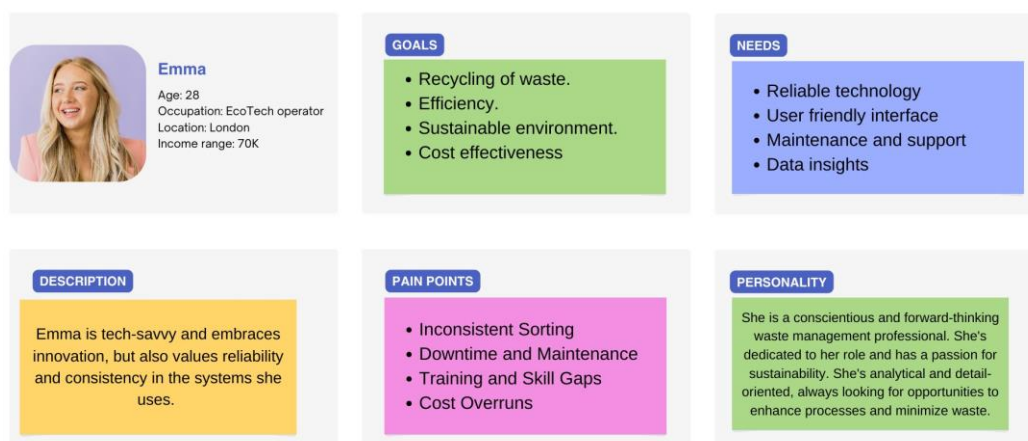 Emma
Age: 28
Occupation: EcoTech operator
Location: London
Income range: 70K
GOALS
• Recycling of waste.
• Efficiency.
• Sustainable environment.
• Cost effectiveness
NEEDS
• Reliable technology
• User friendly interface
• Maintenance and support
• Data insights
DESCRIPTION
Emma is tech-savvy and embraces
innovation, but also values reliability
and consistency in the systems she
uses.
PAIN POINTS
• Inconsistent Sorting
• Downtime and Maintenance
• Training and Skill Gaps
• Cost Overruns
PERSONALITY
She is a conscientious and forward-thinking
waste management professional. She's
dedicated to her role and has a passion for
sustainability. She's analytical and detail-
oriented, always looking for opportunities to
enhance processes and minimize waste.